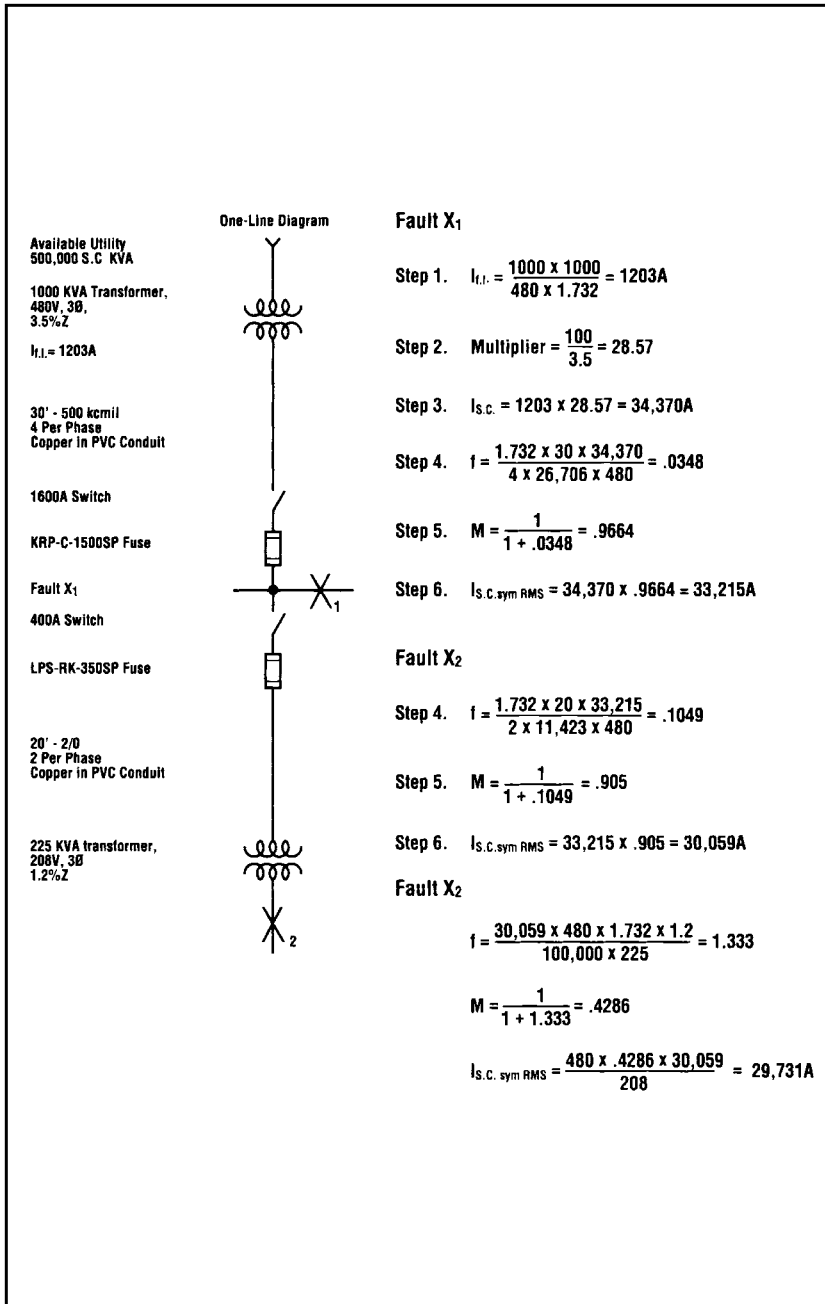 One-Line Diagram
Available Utility
500,000 S.C KVA
1000 KVA Transformer,
480V, 3Ø,
3.5%Z
If.l.= 1203A
30' - 500 kcmil
4 Per Phase
Copper in PVC Conduit
1600A Switch
KRP-C-1500SP Fuse
Fault X1
1
400A Switch
LPS-RK-350SP Fuse
20' - 2/0
2 Per Phase
Copper in PVC Conduit
225 KVA transformer,
208V, 3Ø
1.2%Z
2
Fault X1
Step 1. If.l. = 1000 x 1000 / 480 x 1.732 = 1203A
Step 2. Multiplier = 100 / 3.5 = 28.57
Step 3. IS.C. = 1203 x 28.57 = 34,370A
Step 4. f = 1.732 x 30 x 34,370 / 4 x 26,706 x 480 = .0348
Step 5. M = 1 / 1 + .0348 = .9664
Step 6. IS.C.sym RMS = 34,370 x .9664 = 33,215A
Fault X2
Step 4. f = 1.732 x 20 x 33,215 / 2 x 11,423 x 480 = .1049
Step 5. M = 1 / 1 + .1049 = .905
Step 6. IS.C.sym RMS = 33,215 x .905 = 30,059A
Fault X2
f = 30,059 x 480 x 1.732 x 1.2 / 100,000 x 225 = 1.333
M = 1 / 1 + 1.333 = .4286
IS.C. sym RMS = 480 x .4286 x 30,059 / 208 = 29,731A